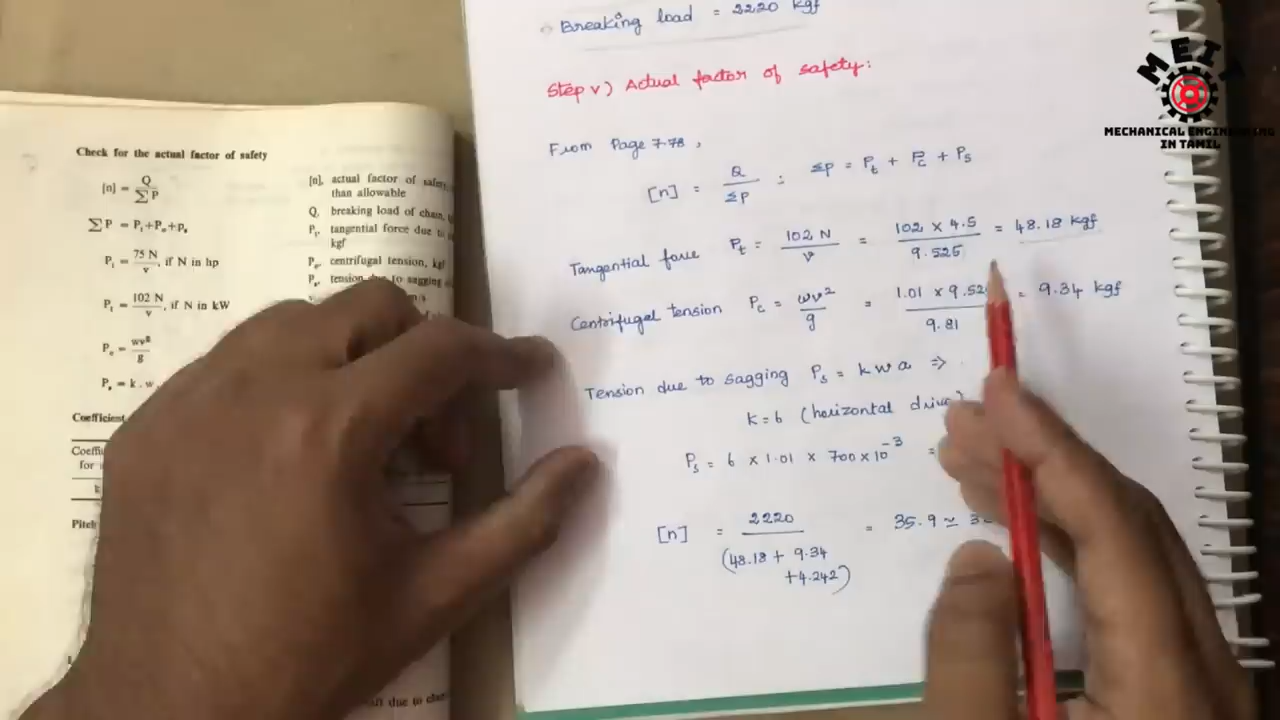 Breaking load = 2220 kgf
Step v) Actual factor of safety:
From Page 7.78,
[n] = Q / ΣP ; ΣP = Pt + Pc + Ps
Tangential force Pt = 102 N / v = 102 × 4.5 / 9.525 = 48.18 kgf
Centrifugal tension Pc = wv² / g = 1.01 × 9.52 / 9.81 = 9.34 kgf
Tension due to sagging Ps = k w a ⇒
k=6 (horizontal drive)
Ps = 6 × 1.01 × 700 × 10⁻³ =
[n] = 2220 / (48.18 + 9.34 + 4.242) = 35.9 ≃
Check for the actual factor of safety
[n] = Q / ΣP
ΣP = Pt+Pc+Ps
Pt = 75 N / v, if N in hp
Pt = 102 N / v, if N in kW
Pc = wv² / g
Ps = k . w
Coefficient
Coeffi
for
k
Pitch
[n], actual factor of safety
than allowable
Q, breaking load of chain,
Pt, tangential force due to
kgf
Pc, centrifugal tension, kgf
Ps, tension due to sagging
METT
MECHANICAL ENGINEERING
IN TAMIL